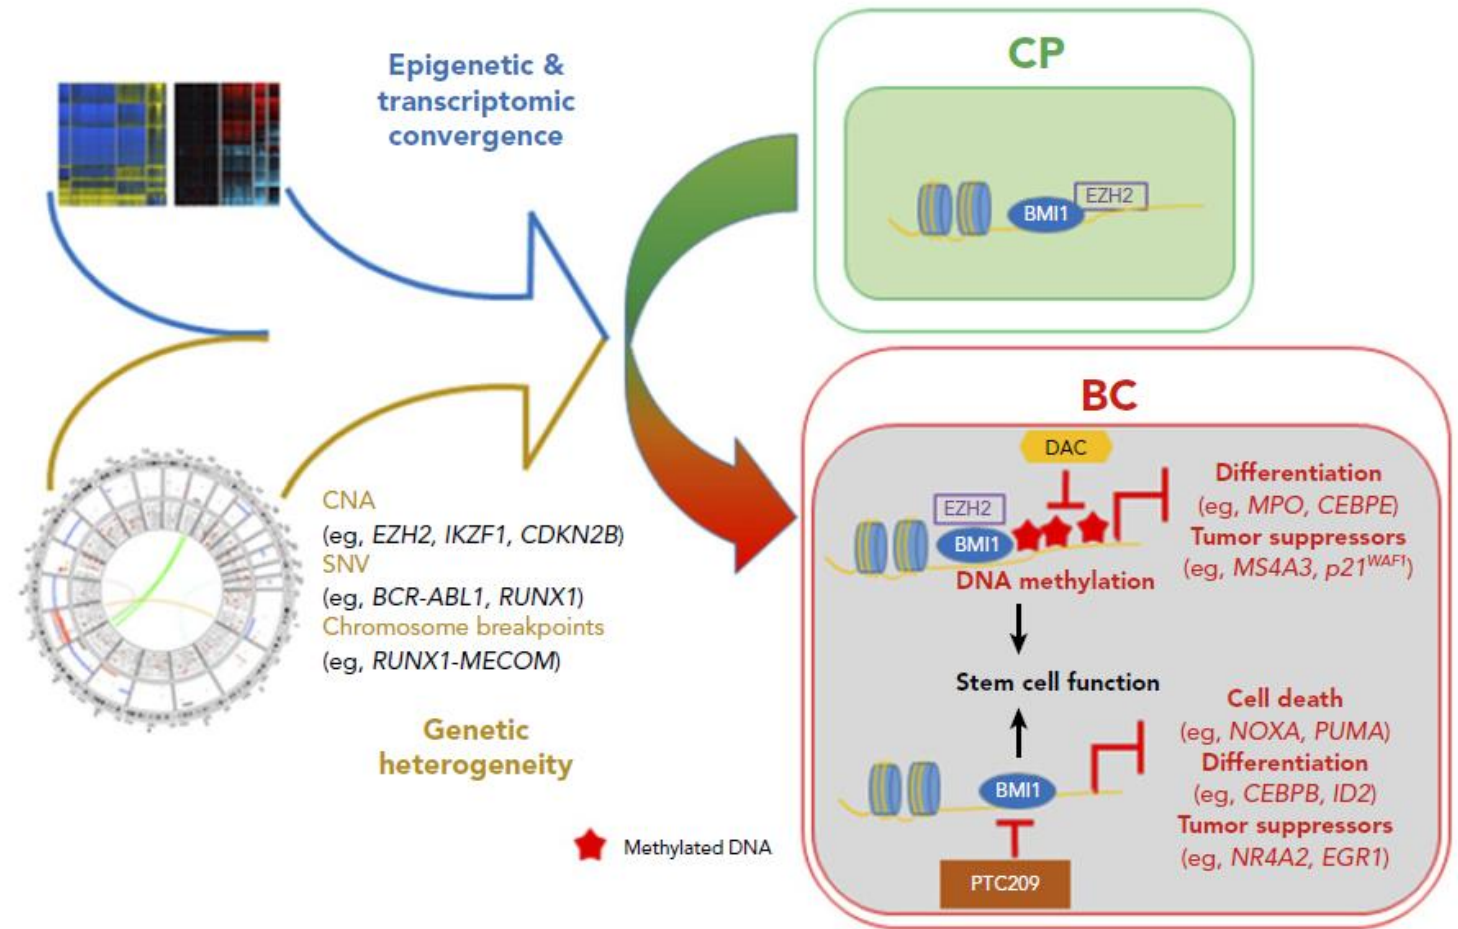 Epigenetic &
transcriptomic
convergence
CP
BMI1
EZH2
BC
DAC
EZH2
BMI1
DNA methylation
Differentiation
(eg, MPO, CEBPE)
Tumor suppressors
(eg, MS4A3, p21WAF1)
Stem cell function
CNA
(eg, EZH2, IKZF1, CDKN2B)
SNV
(eg, BCR-ABL1, RUNX1)
Chromosome breakpoints
(eg, RUNX1-MECOM)
Genetic
heterogeneity
Cell death
(eg, NOXA, PUMA)
Differentiation
(eg, CEBPB, ID2)
Tumor suppressors
(eg, NR4A2, EGR1)
BMI1
PTC209
Methylated DNA